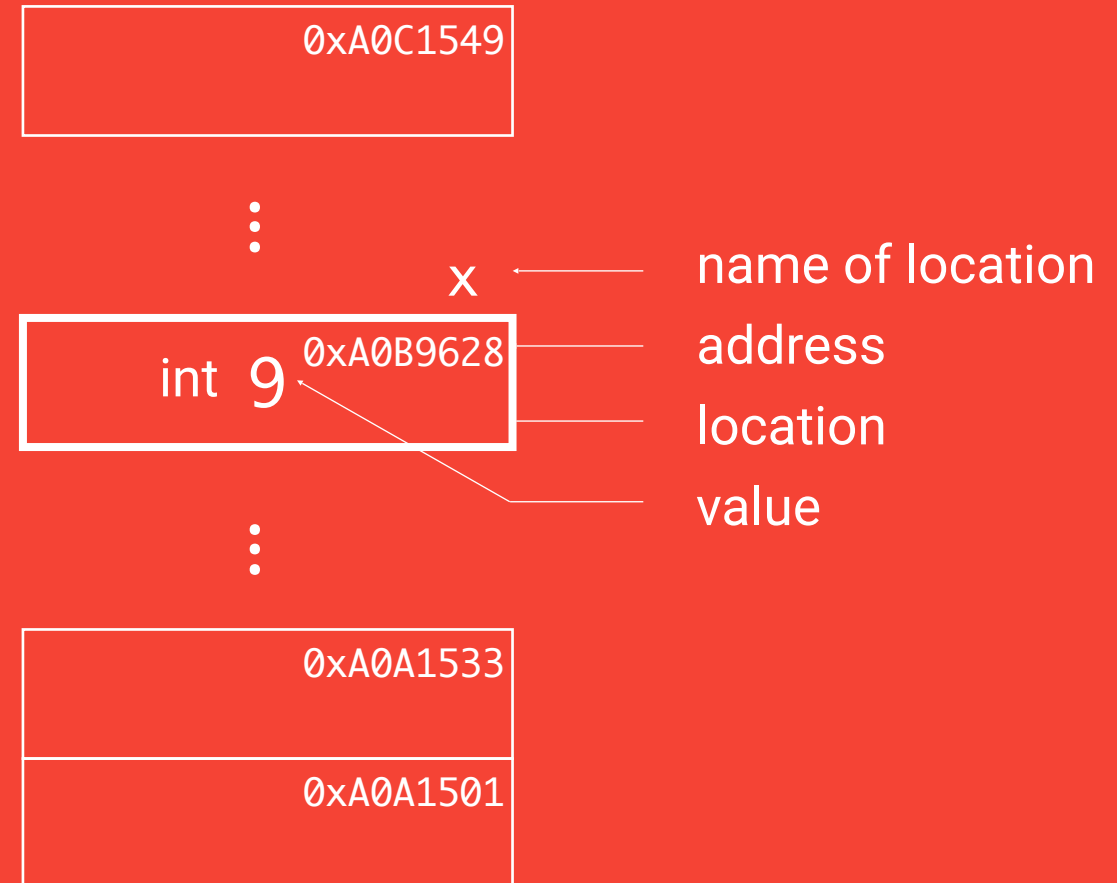 0xA0C1549
x
name of location
0xA0B9628
address
int 9
location
value
0xA0A1533
0xA0A1501